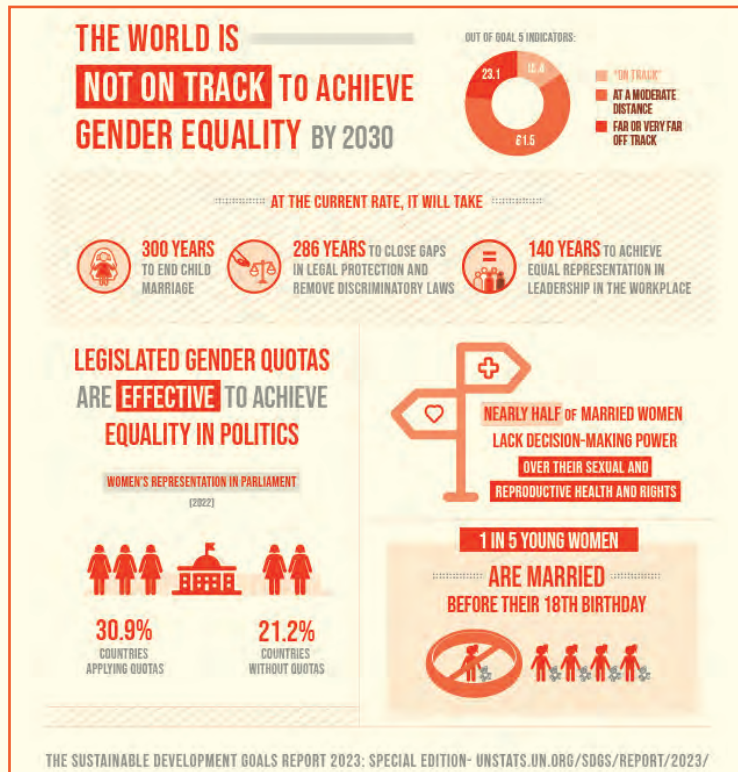 THE WORLD IS
NOT ON TRACK TO ACHIEVE
GENDER EQUALITY BY 2030
OUT OF GOAL 5 INDICATORS:
23.1
15.4
61.5
"ON TRACK"
AT A MODERATE
DISTANCE
FAR OR VERY FAR
OFF TRACK
AT THE CURRENT RATE, IT WILL TAKE
300 YEARS
TO END CHILD
MARRIAGE
286 YEARS TO CLOSE GAPS
IN LEGAL PROTECTION AND
REMOVE DISCRIMINATORY LAWS
140 YEARS TO ACHIEVE
EQUAL REPRESENTATION IN
LEADERSHIP IN THE WORKPLACE
LEGISLATED GENDER QUOTAS
ARE EFFECTIVE TO ACHIEVE
EQUALITY IN POLITICS
WOMEN'S REPRESENTATION IN PARLIAMENT
(2022)
30.9%
COUNTRIES
APPLYING QUOTAS
21.2%
COUNTRIES
WITHOUT QUOTAS
NEARLY HALF OF MARRIED WOMEN
LACK DECISION-MAKING POWER
OVER THEIR SEXUAL AND
REPRODUCTIVE HEALTH AND RIGHTS
1 IN 5 YOUNG WOMEN
ARE MARRIED
BEFORE THEIR 18TH BIRTHDAY
THE SUSTAINABLE DEVELOPMENT GOALS REPORT 2023: SPECIAL EDITION- UNSTATS.UN.ORG/SDGS/REPORT/2023/